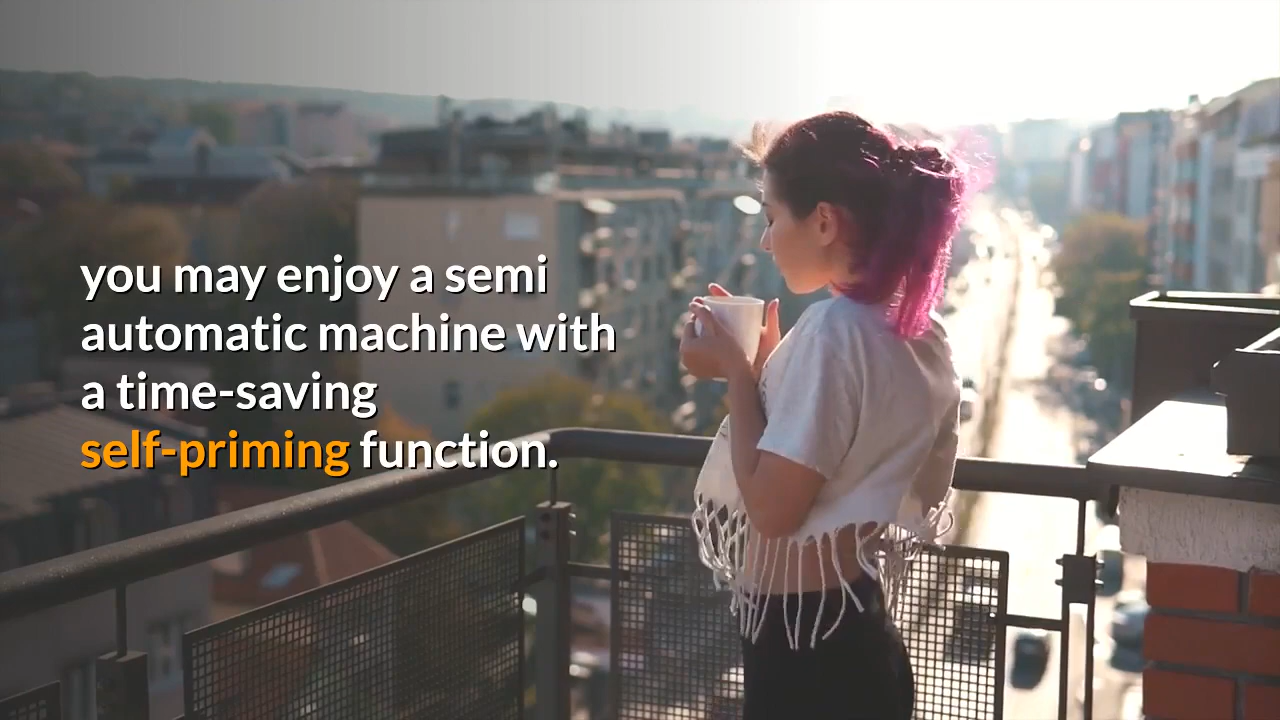 you may enjoy a semi
automatic machine with
a time-saving
self-priming function.